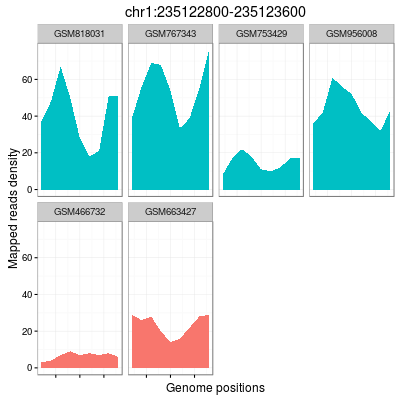 chr1:235122800-235123600
GSM818031 GSM767343 GSM753429 GSM956008
60
40
20
0
Mapped reads density
GSM466732 GSM663427
60
40
20
0
Genome positions